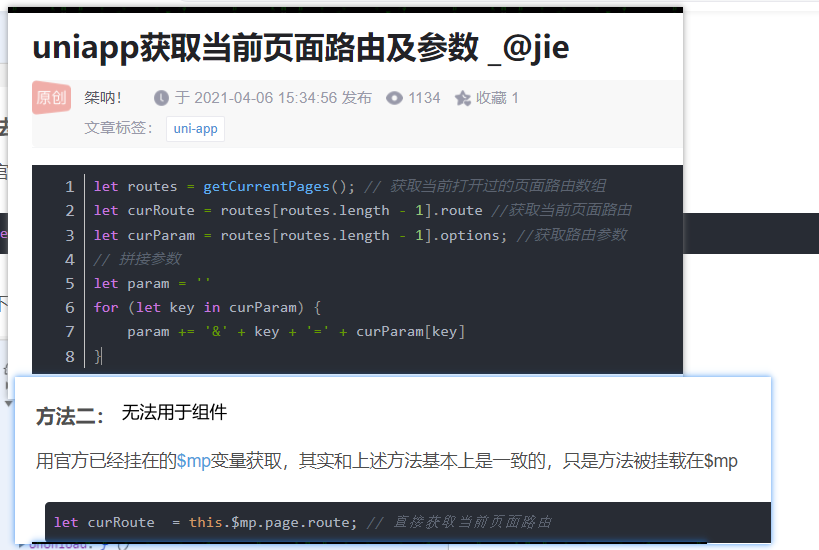 uniapp获取当前页面路由及参数 _@jie
原创 桀呐！ 于 2021-04-06 15:34:56 发布 1134 收藏 1
文章标签： uni-app
1 let routes = getCurrentPages(); // 获取当前打开过的页面路由数组
2 let curRoute = routes[routes.length - 1].route //获取当前页面路由
3 let curParam = routes[routes.length - 1].options; //获取路由参数
4 // 拼接参数
5 let param = ''
6 for (let key in curParam) {
7 param += '&' + key + '=' + curParam[key]
8 }
方法二： 无法用于组件
用官方已经挂在的$mp变量获取，其实和上述方法基本上是一致的，只是方法被挂载在$mp
let curRoute = this.$mp.page.route; // 直接获取当前页面路由